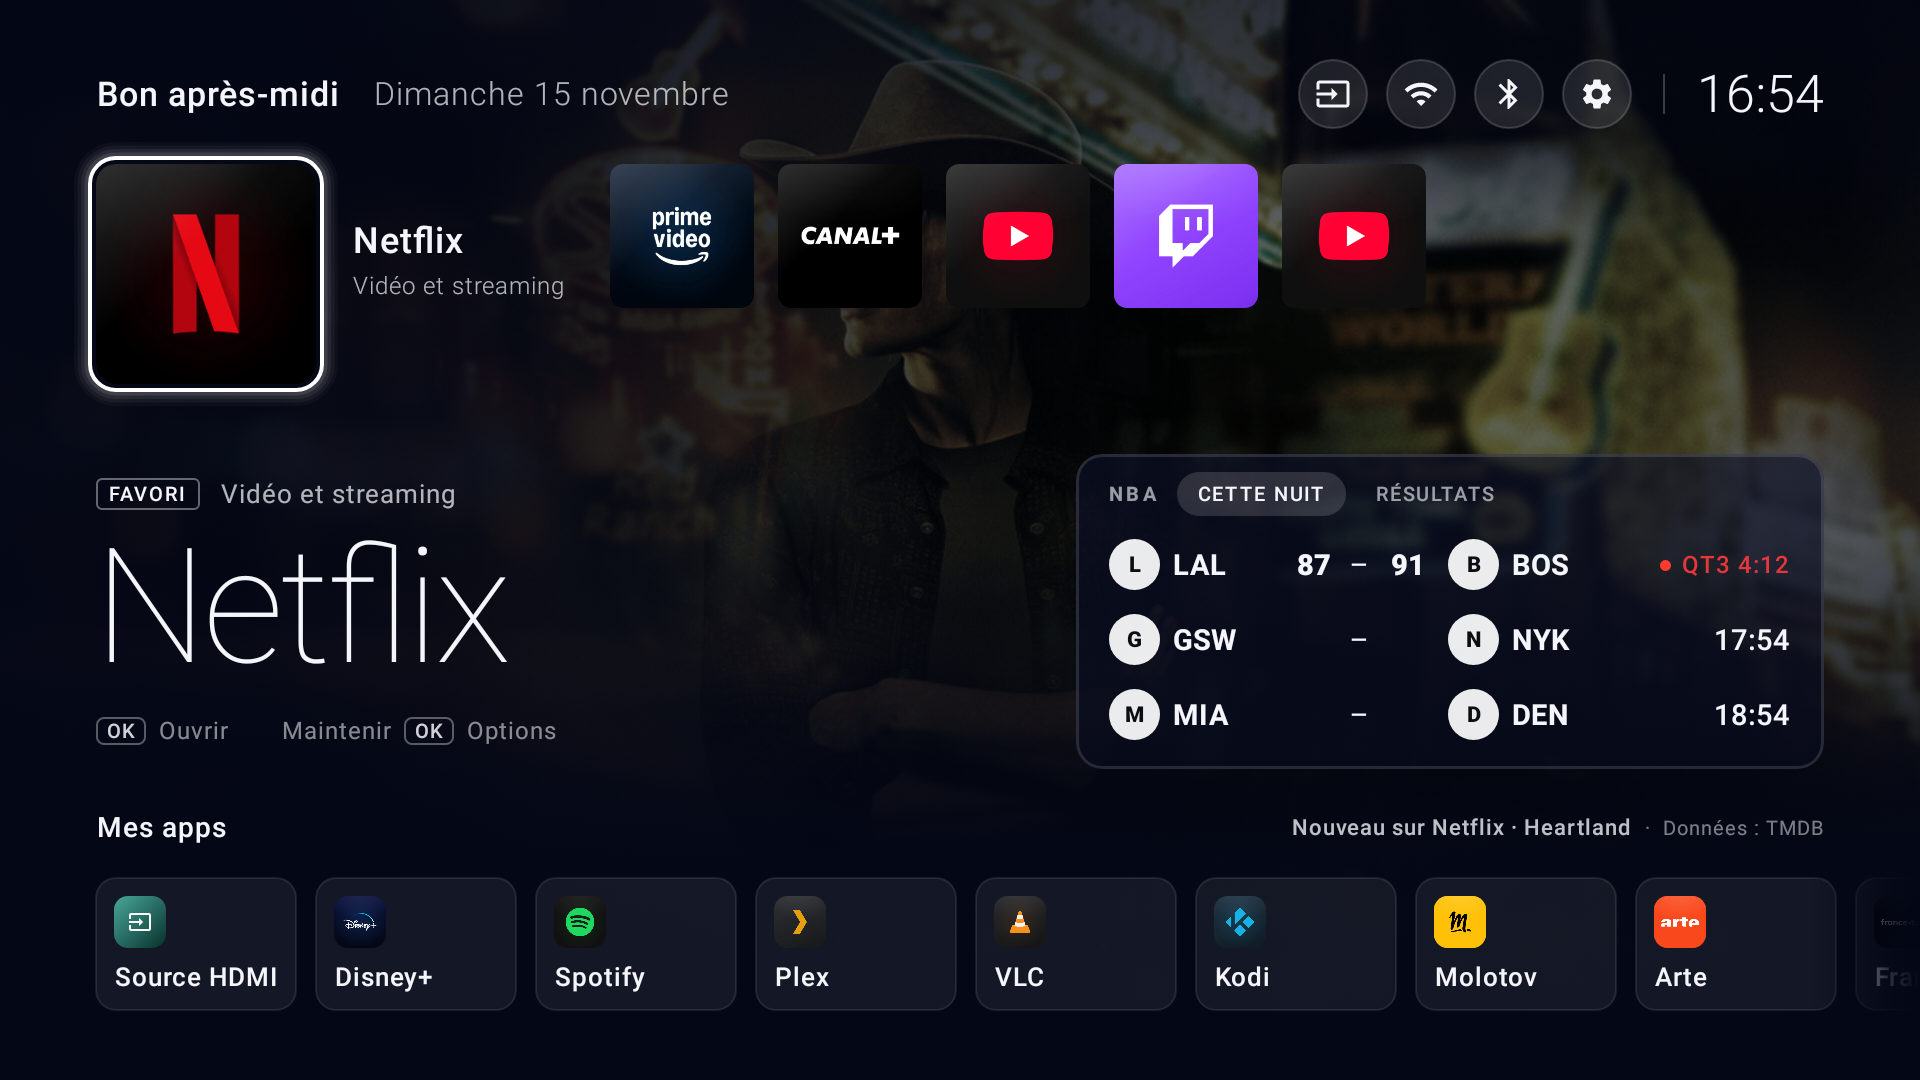 Bon après-midi Dimanche 15 novembre
16:54
Netflix
Vidéo et streaming
prime video
CANAL+
FAVORI Vidéo et streaming
Netflix
OK Ouvrir Maintenir OK Options
NBA CETTE NUIT RÉSULTATS
L LAL 87 – 91 B BOS • QT3 4:12
G GSW – N NYK 17:54
M MIA – D DEN 18:54
Mes apps
Nouveau sur Netflix · Heartland · Données : TMDB
Disney+
arte
Source HDMI
Disney+
Spotify
Plex
VLC
Kodi
Molotov
Arte
Fra